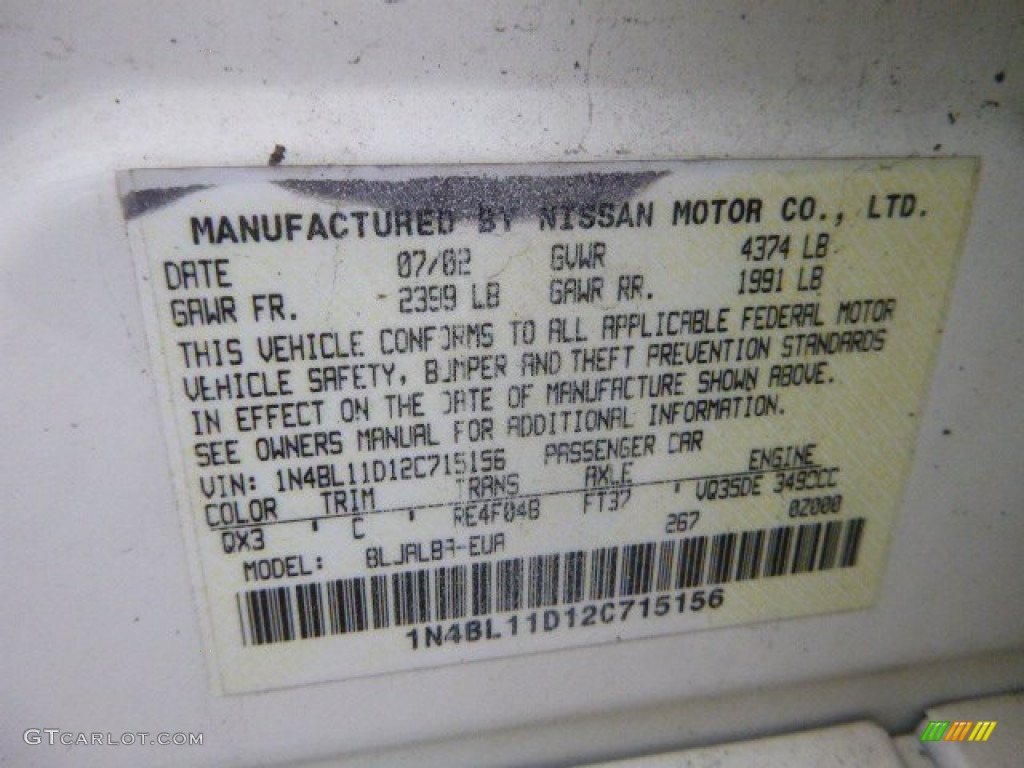 MANUFACTURED BY NISSAN MOTOR CO., LTD.
DATE 07/02 GVWR 4374 LB
GAWR FR. 2399 LB GAWR RR. 1991 LB
THIS VEHICLE CONFORMS TO ALL APPLICABLE FEDERAL MOTOR
VEHICLE SAFETY, BUMPER AND THEFT PREVENTION STANDARDS
IN EFFECT ON THE DATE OF MANUFACTURE SHOWN ABOVE.
SEE OWNERS MANUAL FOR ADDITIONAL INFORMATION.
VIN: 1N4BL11D12C715156 PASSENGER CAR
COLOR TRIM TRANS AXLE ENGINE
QX3 ' C ' RE4F04B FT37 ' VQ35DE 3490CC
MODEL: BLJALBA-EUA 267 0Z000
1N4BL11D12C715156
GTCARLOT.COM